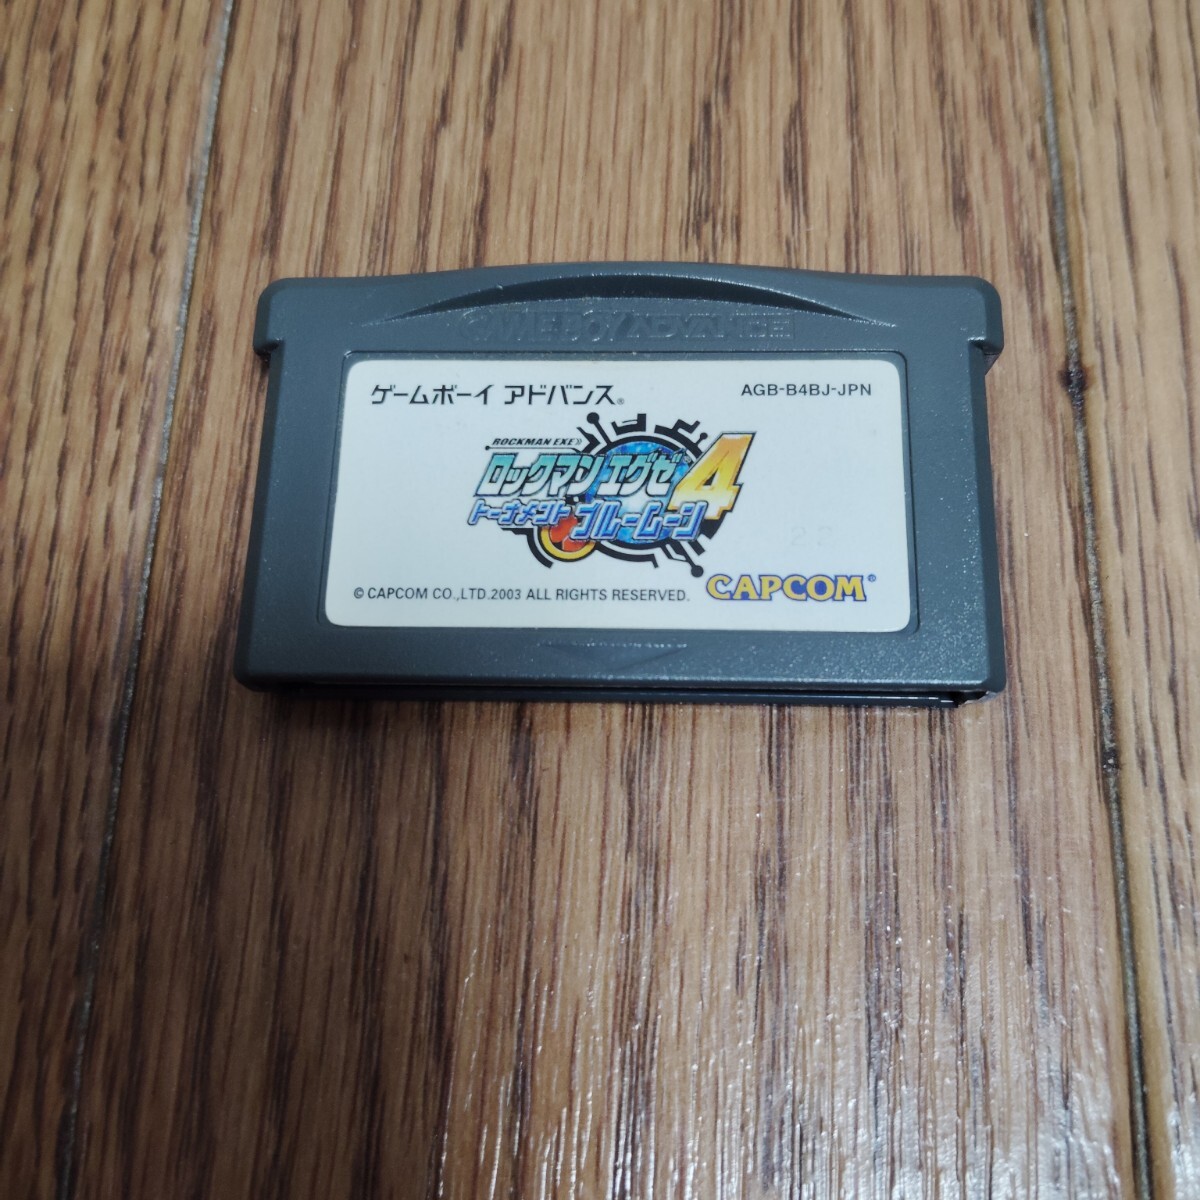 GAME BOY ADVANCE
ゲームボーイ アドバンス®
AGB-B4BJ-JPN
ROCKMAN EXE
ロックマン エグゼ® 4
トーナメント ブルームーン
© CAPCOM CO.,LTD.2003 ALL RIGHTS RESERVED.
CAPCOM®